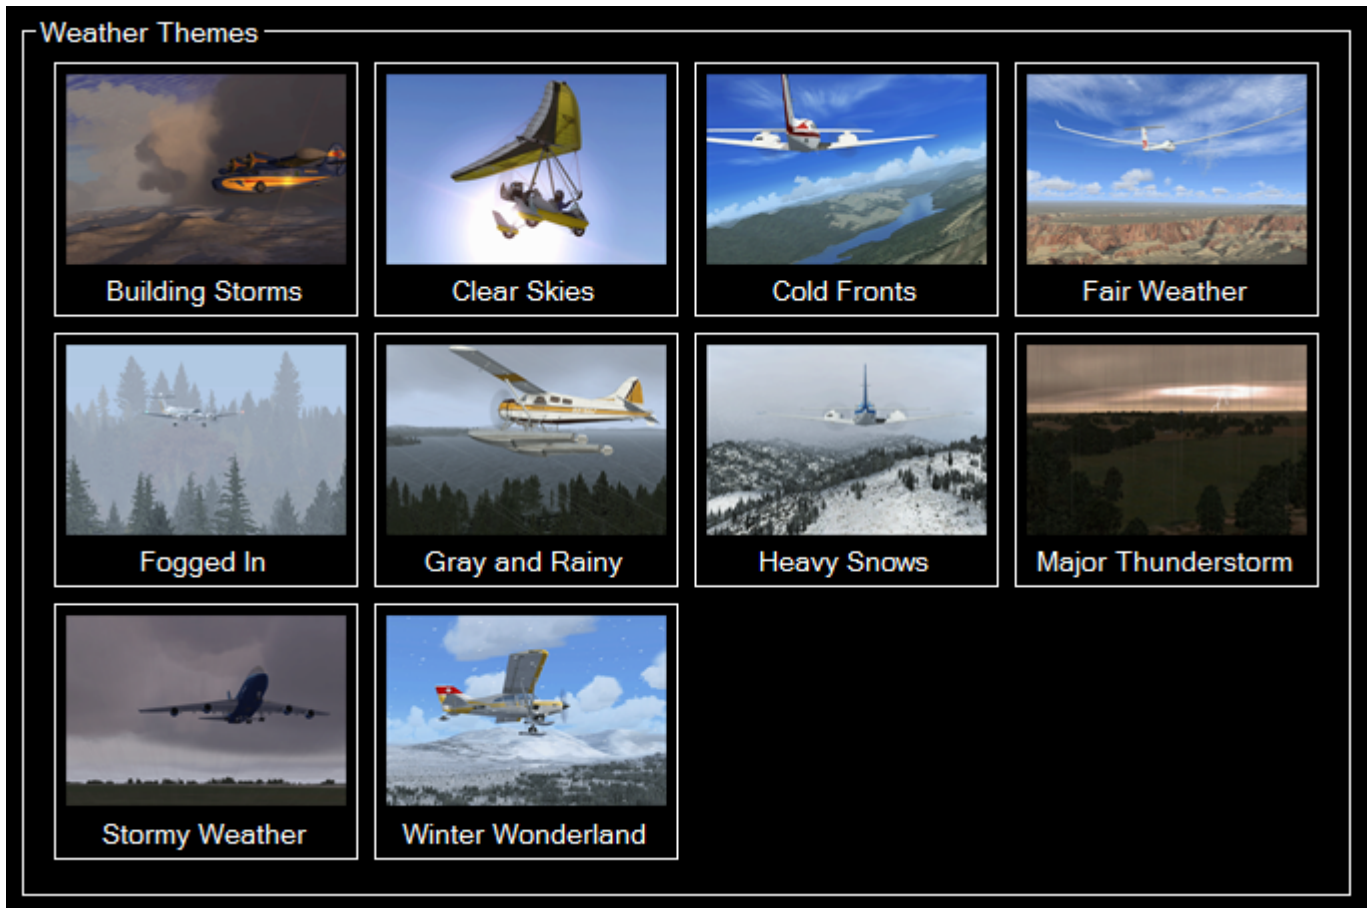 Weather Themes
Building Storms
Clear Skies
Cold Fronts
Fair Weather
Fogged In
Gray and Rainy
Heavy Snows
Major Thunderstorm
Stormy Weather
Winter Wonderland